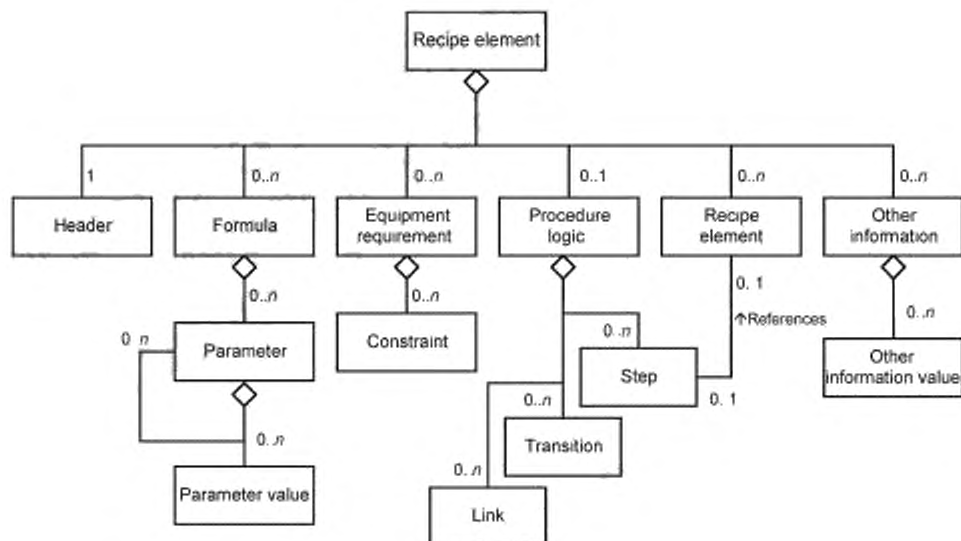 Recipe element
1
0..n
0..n
0..1
0..n
0..n
Header
Formula
Equipment
requirement
Procedure
logic
Recipe
element
Other
information
0..n
0..n
0. 1
0..n
↑References
0 n
Parameter
Constraint
0..n
Step
0. 1
Other
information value
0..n
0..n
Transition
0..n
Parameter value
Link